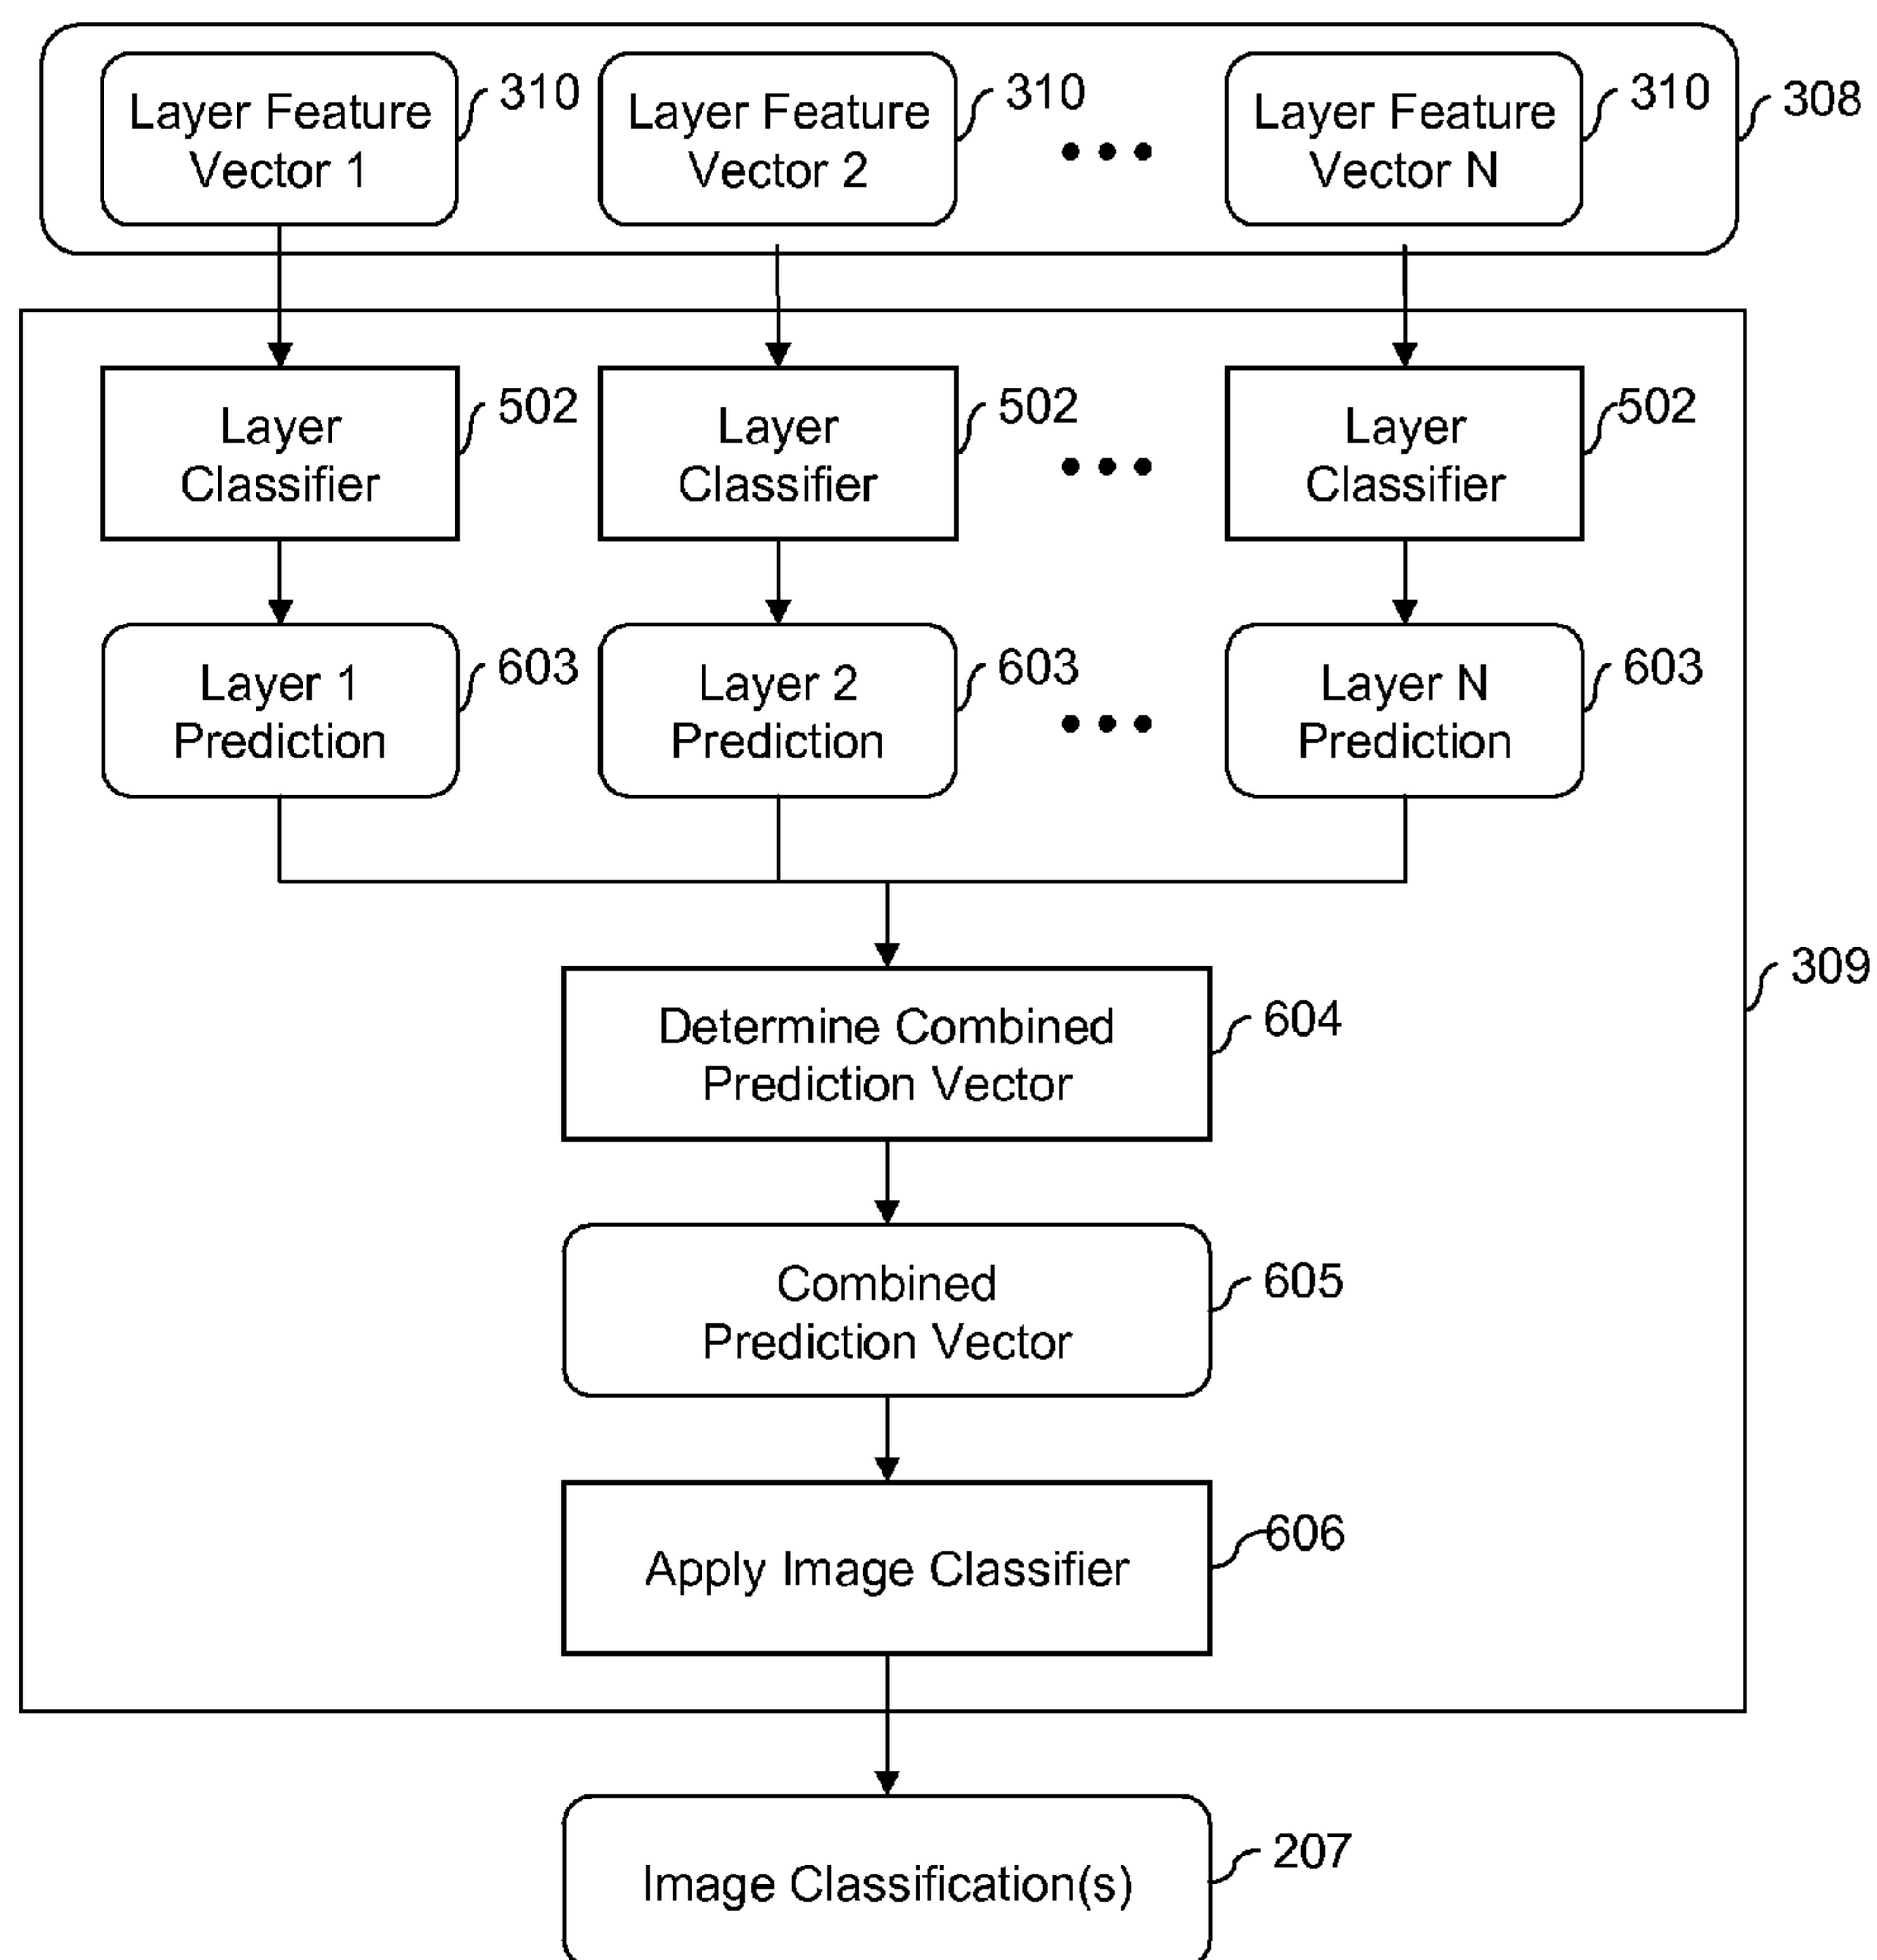 Layer Feature
Vector 1
310
Layer Feature
Vector 2
310
Layer Feature
Vector N
310
308
Layer
Classifier
502
Layer
Classifier
502
Layer
Classifier
502
Layer 1
Prediction
603
Layer 2
Prediction
603
Layer N
Prediction
603
309
Determine Combined
Prediction Vector
604
Combined
Prediction Vector
605
Apply Image Classifier
606
Image Classification(s)
207